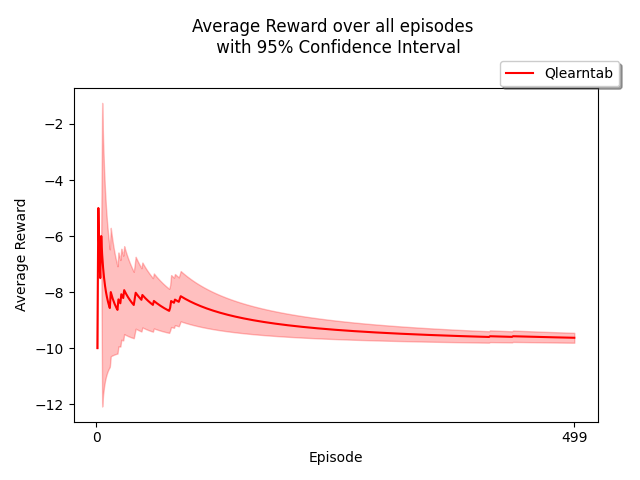 Average Reward over all episodes
with 95% Confidence Interval
Qlearntab
−2
−4
−6
−8
−10
−12
Average Reward
0
499
Episode